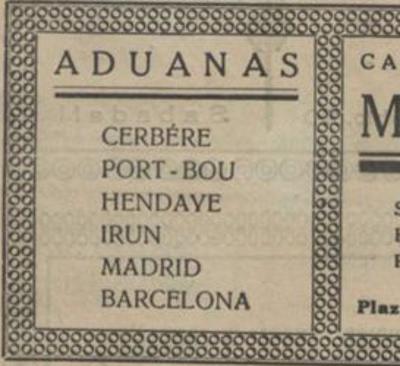 ADUANAS
CERBÉRE
PORT-BOU
HENDAYE
IRUN
MADRID
BARCELONA